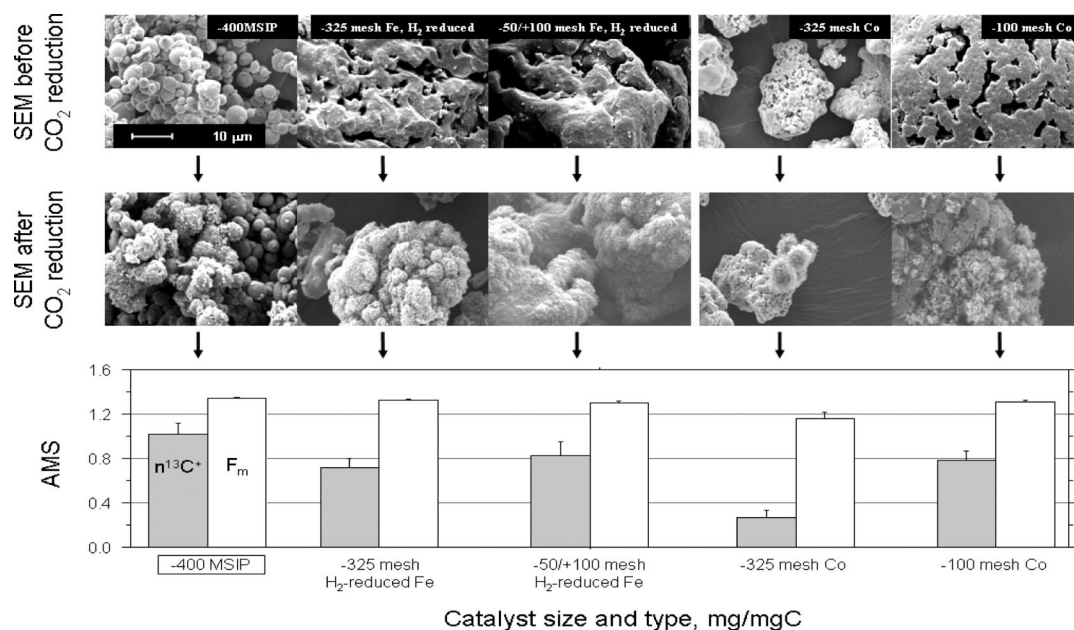 -400MSIP
-325 mesh Fe, H₂ reduced
-50/+100 mesh Fe, H₂ reduced
-325 mesh Co
-100 mesh Co
SEM before
CO₂ reduction
10 µm
SEM after
CO₂ reduction
AMS
1.6
1.2
0.8
0.4
0.0
n¹³C⁺
Fₘ
-400 MSIP
-325 mesh
H₂-reduced Fe
-50/+100 mesh
H₂-reduced Fe
-325 mesh Co
-100 mesh Co
Catalyst size and type, mg/mgC